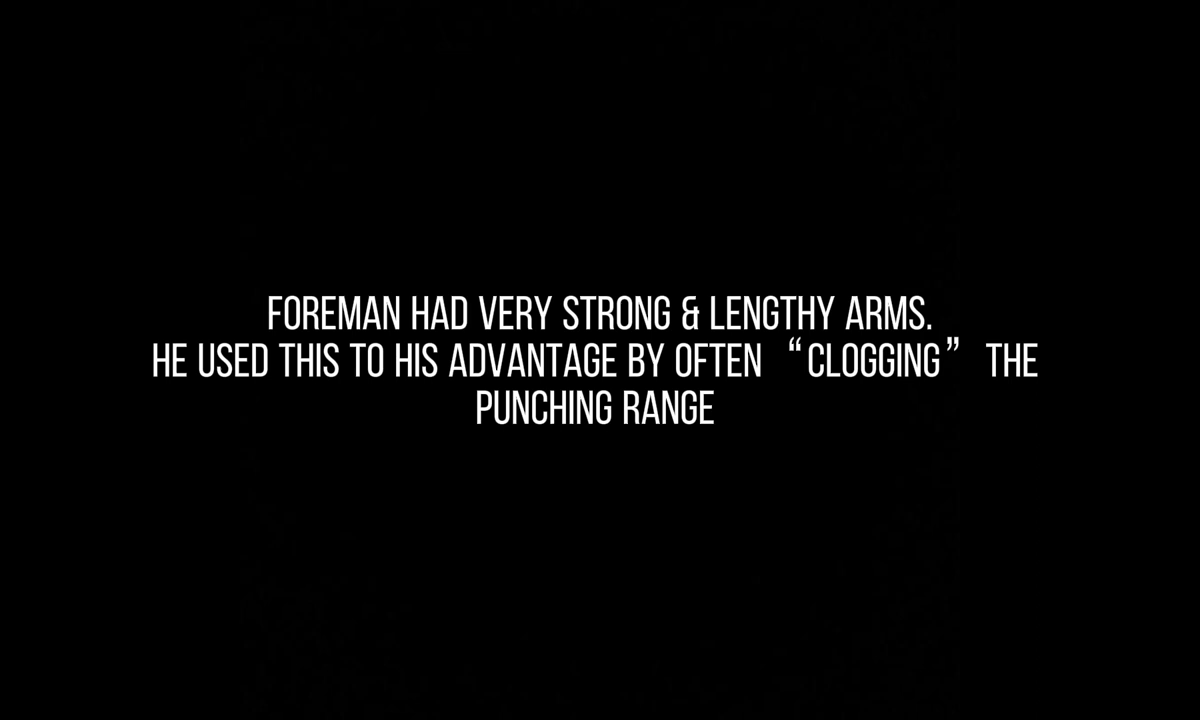 FOREMAN HAD VERY STRONG & LENGTHY ARMS.
HE USED THIS TO HIS ADVANTAGE BY OFTEN “CLOGGING” THE
PUNCHING RANGE